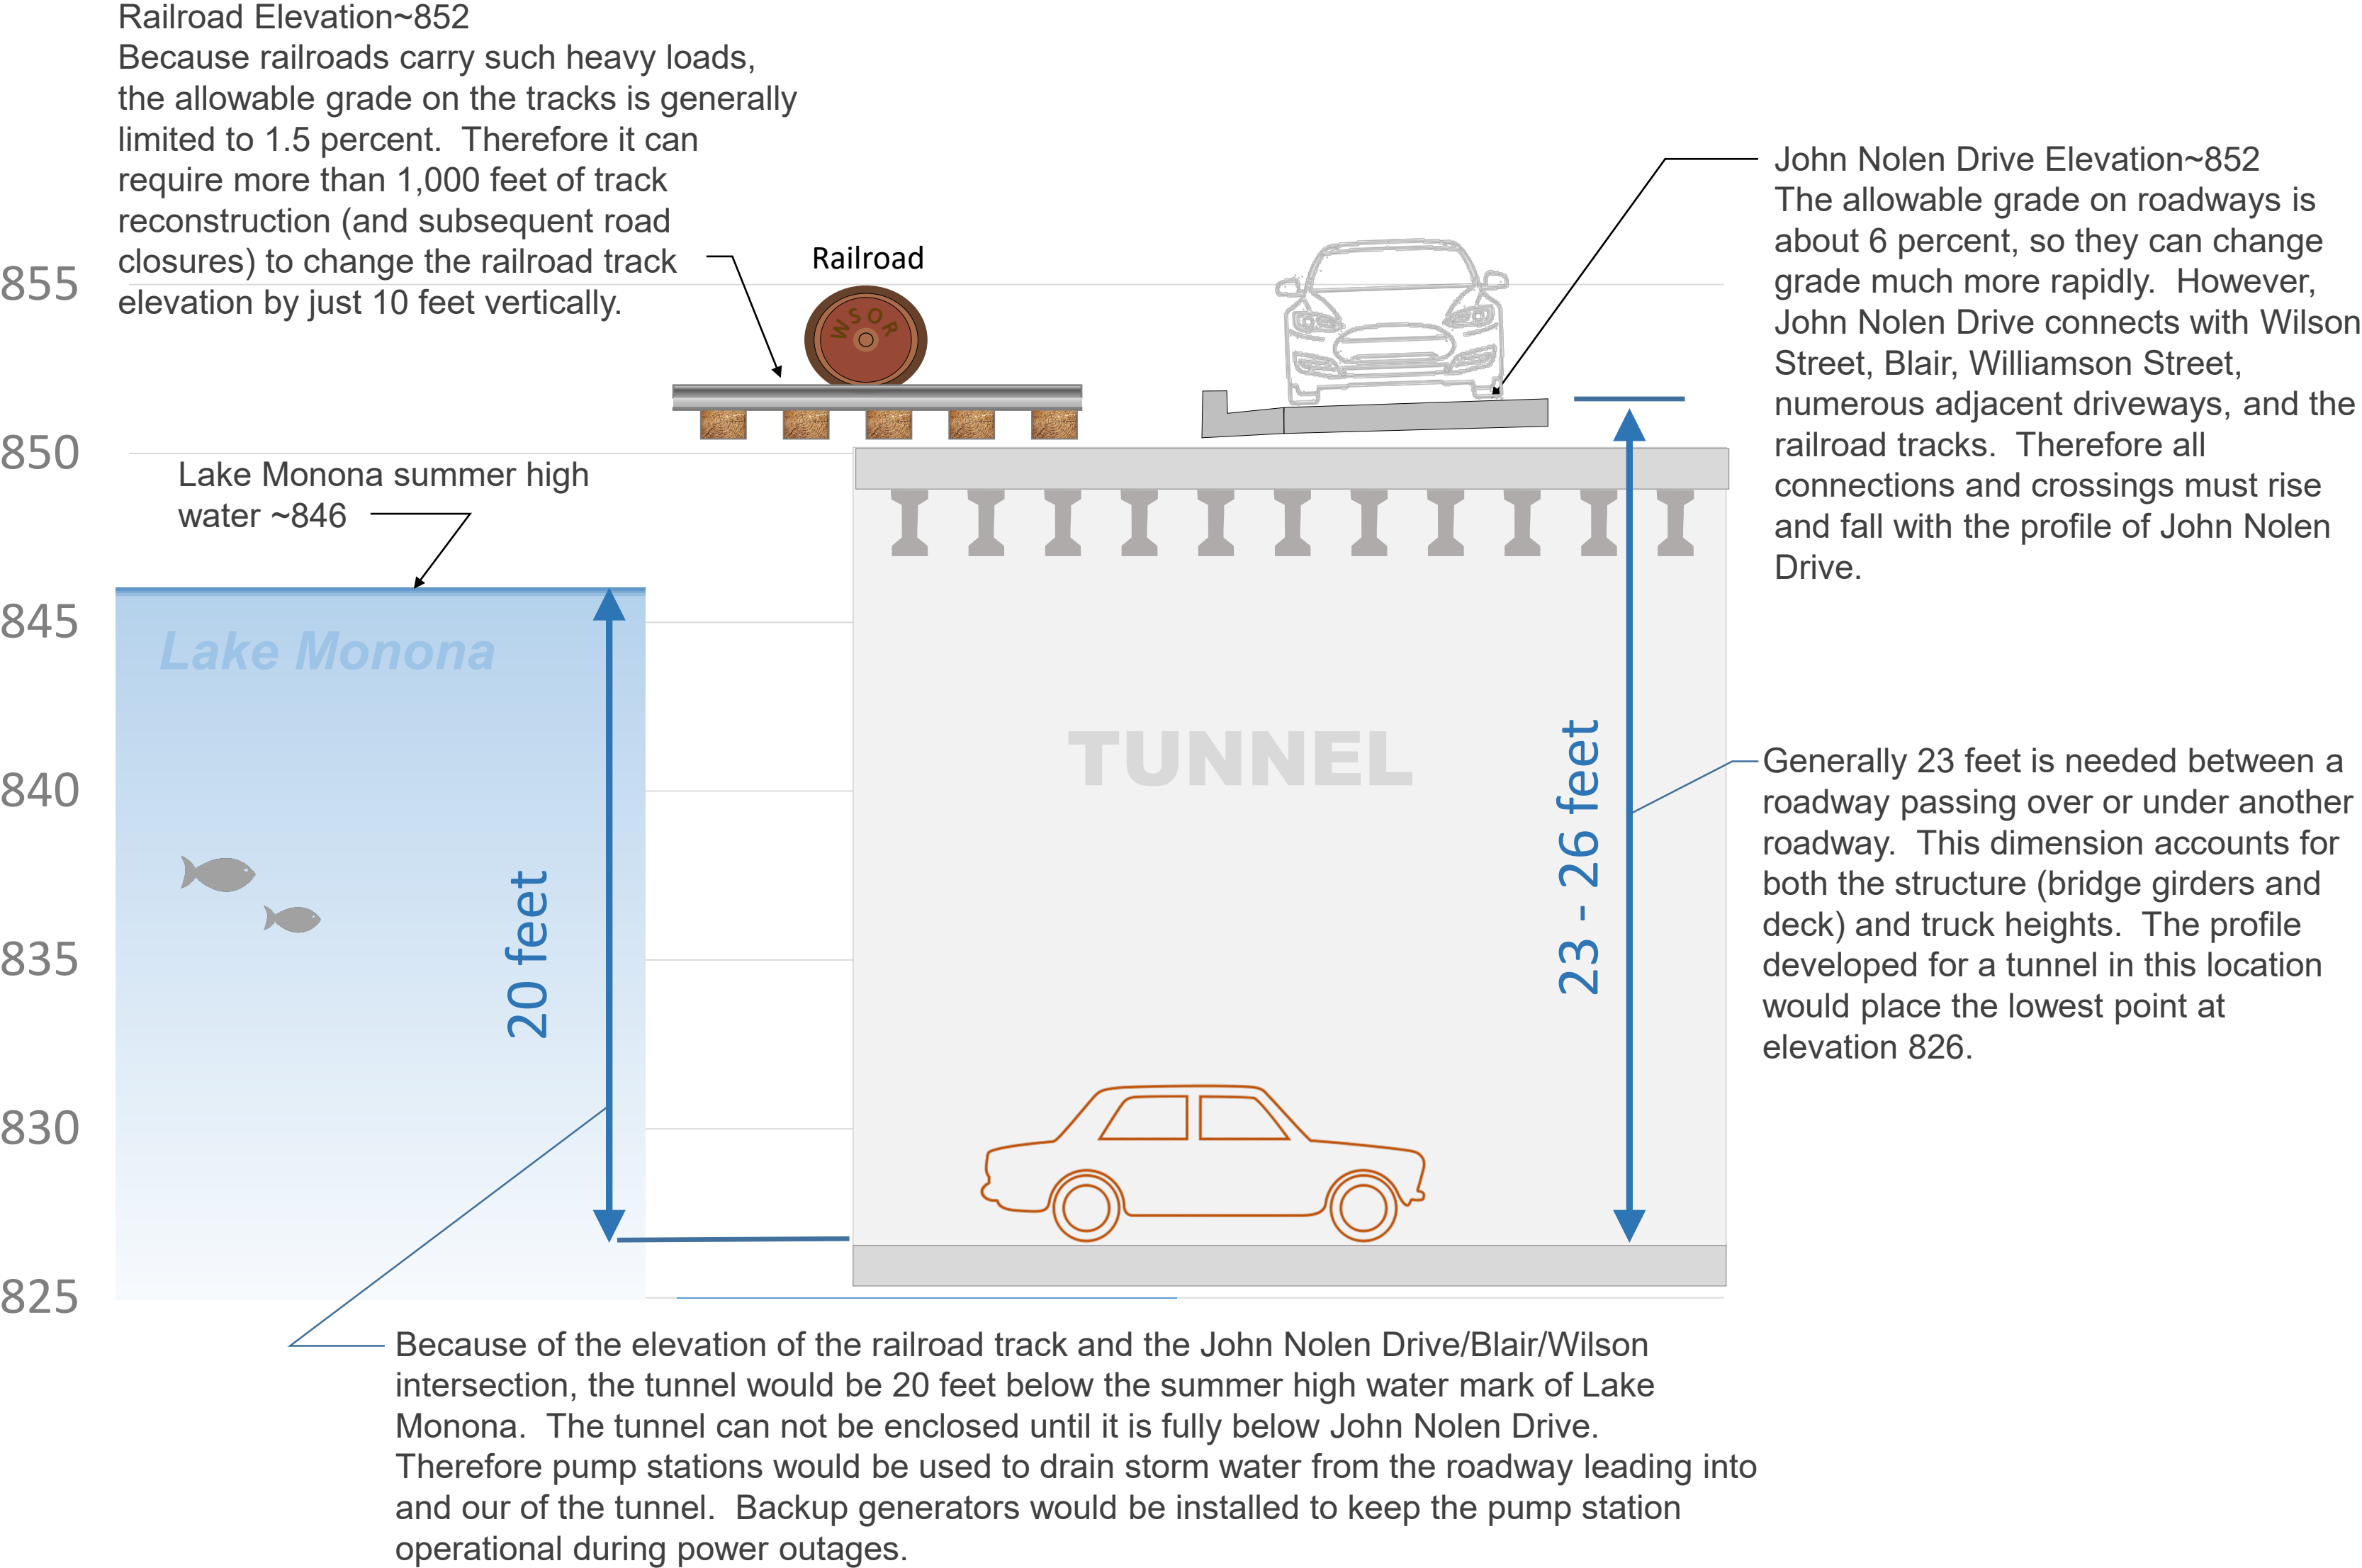 Railroad Elevation~852
Because railroads carry such heavy loads,
the allowable grade on the tracks is generally
limited to 1.5 percent.  Therefore it can
require more than 1,000 feet of track
reconstruction (and subsequent road
closures) to change the railroad track
elevation by just 10 feet vertically.
Railroad
WSOR
John Nolen Drive Elevation~852
The allowable grade on roadways is
about 6 percent, so they can change
grade much more rapidly.  However,
John Nolen Drive connects with Wilson
Street, Blair, Williamson Street,
numerous adjacent driveways, and the
railroad tracks.  Therefore all
connections and crossings must rise
and fall with the profile of John Nolen
Drive.
855
850
845
840
835
830
825
Lake Monona summer high
water ~846
Lake Monona
20 feet
TUNNEL
23 - 26 feet
Generally 23 feet is needed between a
roadway passing over or under another
roadway.  This dimension accounts for
both the structure (bridge girders and
deck) and truck heights.  The profile
developed for a tunnel in this location
would place the lowest point at
elevation 826.
Because of the elevation of the railroad track and the John Nolen Drive/Blair/Wilson
intersection, the tunnel would be 20 feet below the summer high water mark of Lake
Monona.  The tunnel can not be enclosed until it is fully below John Nolen Drive.
Therefore pump stations would be used to drain storm water from the roadway leading into
and our of the tunnel.  Backup generators would be installed to keep the pump station
operational during power outages.